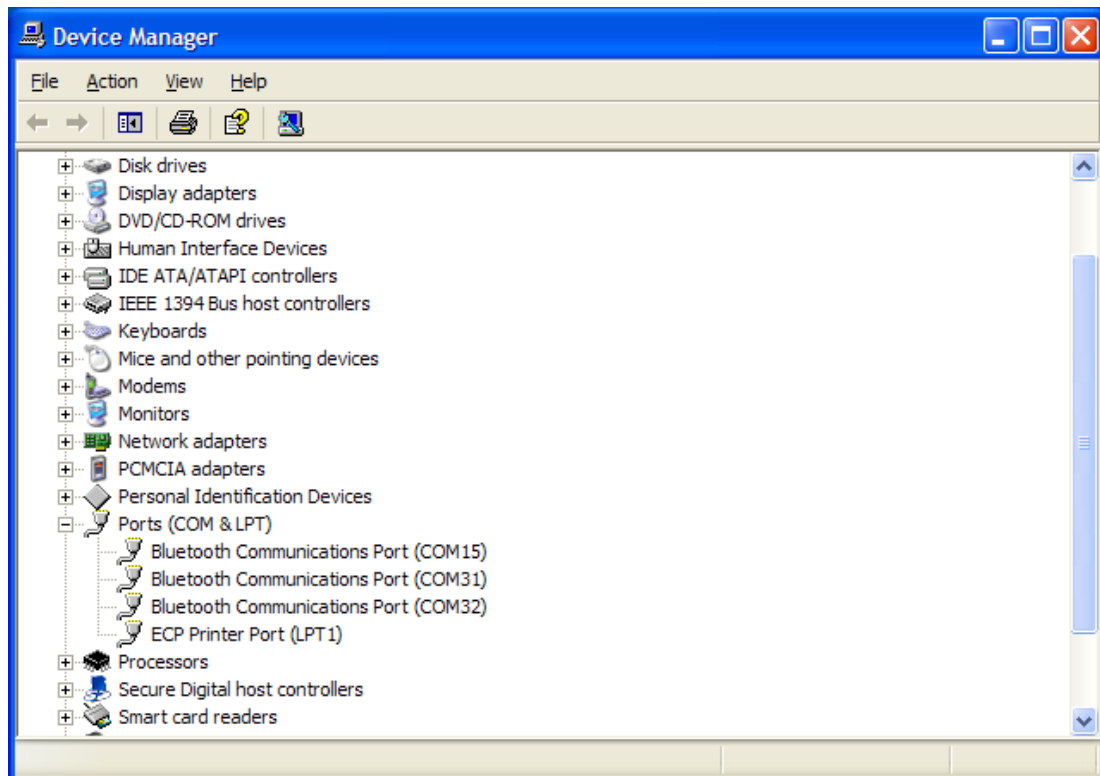 Device Manager
File Action View Help
Disk drives
Display adapters
DVD/CD-ROM drives
Human Interface Devices
IDE ATA/ATAPI controllers
IEEE 1394 Bus host controllers
Keyboards
Mice and other pointing devices
Modems
Monitors
Network adapters
PCMCIA adapters
Personal Identification Devices
Ports (COM & LPT)
Bluetooth Communications Port (COM15)
Bluetooth Communications Port (COM31)
Bluetooth Communications Port (COM32)
ECP Printer Port (LPT1)
Processors
Secure Digital host controllers
Smart card readers